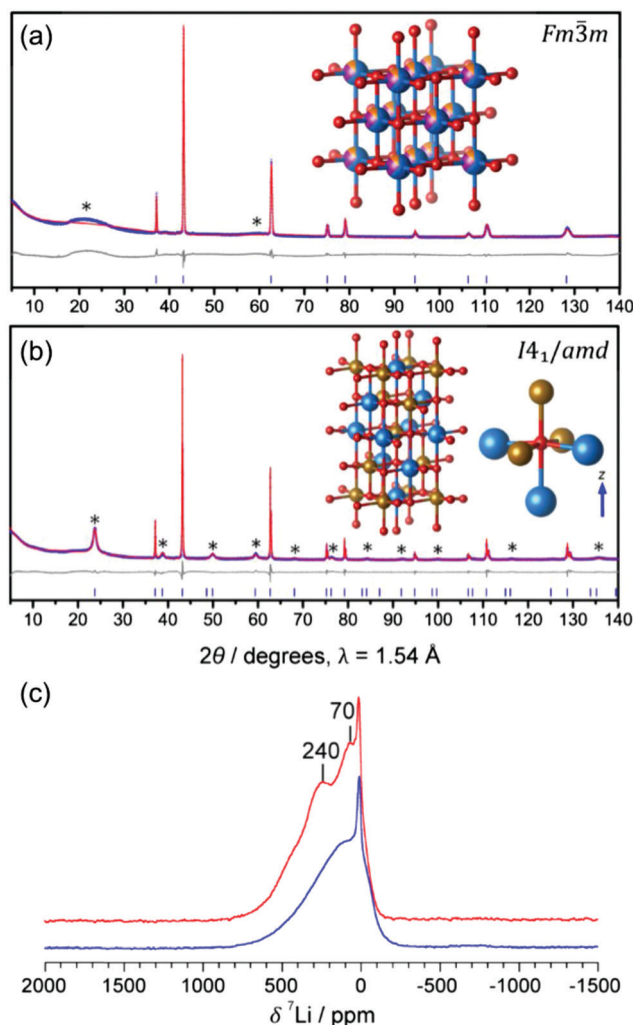 (a)
Fm3̄m
*
*
10 20 30 40 50 60 70 80 90 100 110 120 130 140
(b)
I4₁/amd
z
* * * * * * * * * * *
10 20 30 40 50 60 70 80 90 100 110 120 130 140
2θ / degrees, λ = 1.54 Å
(c)
70
240
2000 1500 1000 500 0 -500 -1000 -1500
δ ⁷Li / ppm